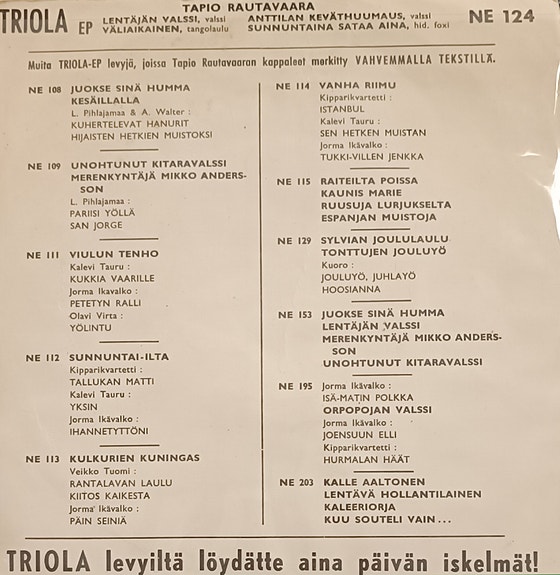 TAPIO RAUTAVAARA
TRIOLA EP LENTÄJÄN VALSSI, valssi ANTTILAN KEVÄTHUUMAUS, valssi NE 124
VÄLIAIKAINEN, tangolaulu SUNNUNTAINA SATAA AINA, hid. foxi
Muita TRIOLA-EP levyjä, joissa Tapio Rautavaaran kappaleet merkitty VAHVEMMALLA TEKSTILLÄ.
NE 108 JUOKSE SINÄ HUMMA
KESÄILLALLA
L. Pihlajamaa & A. Walter :
KUHERTELEVAT HANURIT
HIJAISTEN HETKIEN MUISTOKSI
NE 109 UNOHTUNUT KITARAVALSSI
MERENKYNTÄJÄ MIKKO ANDERS-
SON
L. Pihlajamaa :
PARIISI YÖLLÄ
SAN JORGE
NE 111 VIULUN TENHO
Kalevi Tauru :
KUKKIA VAARILLE
Jorma Ikavalko :
PETETYN RALLI
Olavi Virta :
YÖLINTU
NE 112 SUNNUNTAI-ILTA
Kipparikvartetti :
TALLUKAN MATTI
Kalevi Tauru :
YKSIN
Jorma Ikävalko :
IHANNETYTTÖNI
NE 113 KULKURIEN KUNINGAS
Veikko Tuomi :
RANTALAVAN LAULU
KIITOS KAIKESTA
Jorma Ikävalko :
PÄIN SEINIÄ
NE 114 VANHA RIIMU
Kipparikvartetti :
ISTANBUL
Kalevi Tauru :
SEN HETKEN MUISTAN
Jorma Ikävalko :
TUKKI-VILLEN JENKKA
NE 115 RAITEILTA POISSA
KAUNIS MARIE
RUUSUJA LURJUKSELTA
ESPANJAN MUISTOJA
NE 129 SYLVIAN JOULULAULU
TONTTUJEN JOULUYÖ
Kuoro :
JOULUYÖ, JUHLAYÖ
HOOSIANNA
NE 153 JUOKSE SINÄ HUMMA
LENTÄJÄN VALSSI
MERENKYNTÄJÄ MIKKO ANDERS-
SON
UNOHTUNUT KITARAVALSSI
NE 195 Jorma Ikävalko :
ISÄ-MATIN POLKKA
ORPOPOJAN VALSSI
Jorma Ikävalko :
JOENSUUN ELLI
Kipparikvartetti :
HURMALAN HÄÄT
NE 203 KALLE AALTONEN
LENTÄVÄ HOLLANTILAINEN
KALEERIORJA
KUU SOUTELI VAIN...
TRIOLA levyiltä löydätte aina päivän iskelmät!